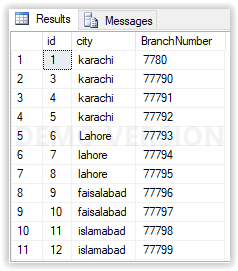 Results Messages
id city BranchNumber
1 1 karachi 7780
2 3 karachi 77790
3 4 karachi 77791
4 5 karachi 77792
5 6 Lahore 77793
6 7 lahore 77794
7 8 lahore 77795
8 9 faisalabad 77796
9 10 faisalabad 77797
10 11 islamabad 77798
11 12 islamabad 77799
DEMO VERSION